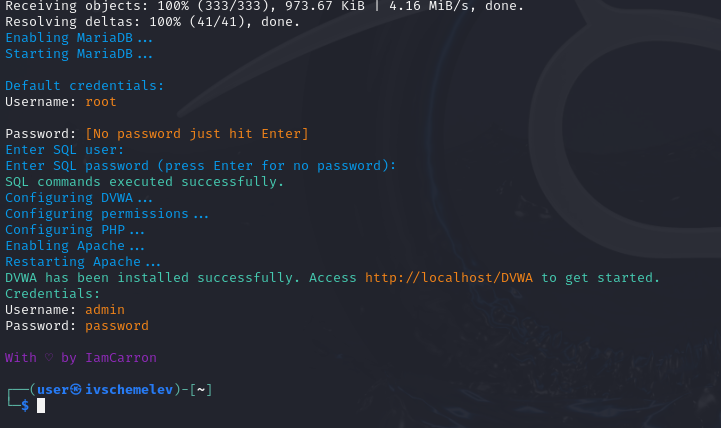 Receiving objects: 100% (333/333), 973.67 KiB | 4.16 MiB/s, done.
Resolving deltas: 100% (41/41), done.
Enabling MariaDB...
Starting MariaDB...
Default credentials:
Username: root
Password: [No password just hit Enter]
Enter SQL user:
Enter SQL password (press Enter for no password):
SQL commands executed successfully.
Configuring DVWA...
Configuring permissions...
Configuring PHP...
Enabling Apache...
Restarting Apache...
DVWA has been installed successfully. Access http://localhost/DVWA to get started.
Credentials:
Username: admin
Password: password
With ♡ by IamCarron
┌──(user㉿ivschemelev)-[~]
└─$